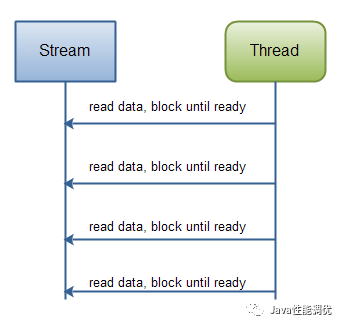 Stream
Thread
read data, block until ready
read data, block until ready
read data, block until ready
read data, block until ready
Java性能调优